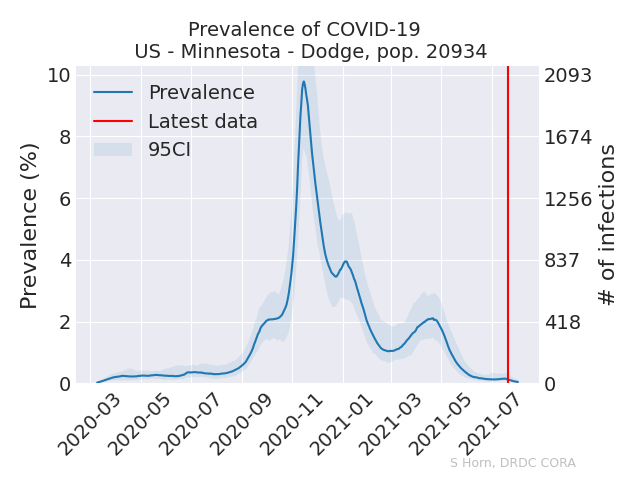 Prevalence of COVID-19
US - Minnesota - Dodge, pop. 20934
Prevalence
Latest data
95CI
Prevalence (%)
10
8
6
4
2
0
2093
1674
1256
837
418
0
# of infections
2020-03
2020-05
2020-07
2020-09
2020-11
2021-01
2021-03
2021-05
2021-07
S Horn, DRDC CORA